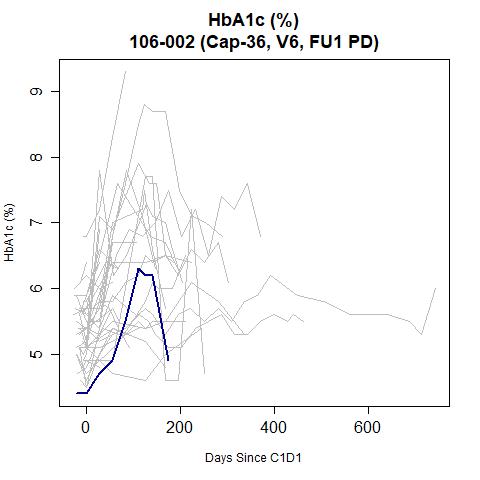 HbA1c (%)
106-002 (Cap-36, V6, FU1 PD)
HbA1c (%)
9
8
7
6
5
0 200 400 600
Days Since C1D1